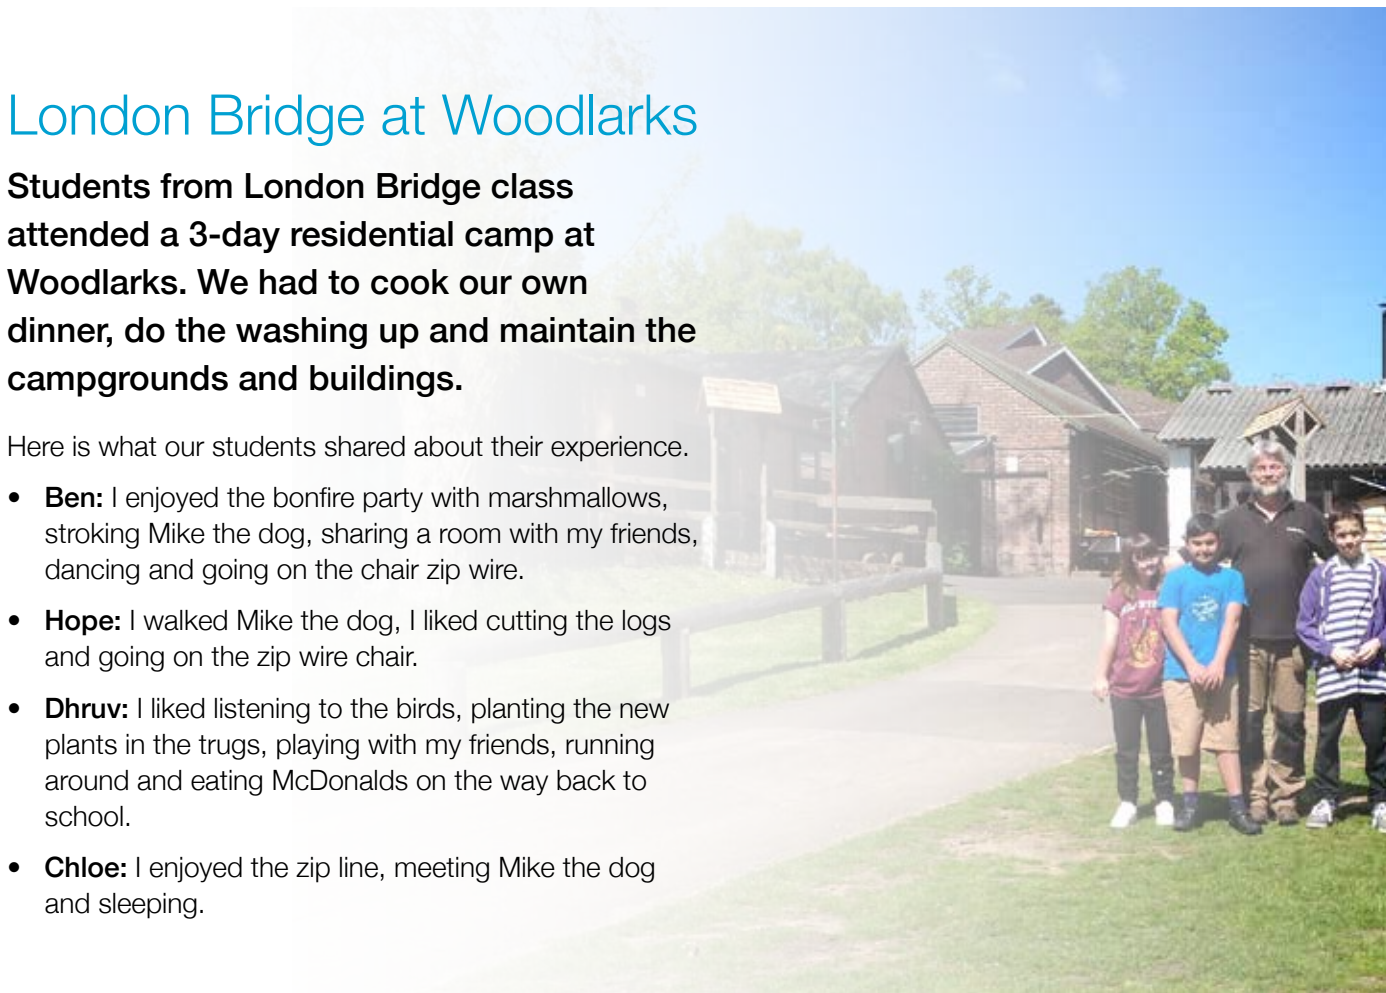 London Bridge at Woodlarks
Students from London Bridge class
attended a 3-day residential camp at
Woodlarks. We had to cook our own
dinner, do the washing up and maintain the
campgrounds and buildings.
Here is what our students shared about their experience.
• Ben: I enjoyed the bonfire party with marshmallows,
stroking Mike the dog, sharing a room with my friends,
dancing and going on the chair zip wire.
• Hope: I walked Mike the dog, I liked cutting the logs
and going on the zip wire chair.
• Dhruv: I liked listening to the birds, planting the new
plants in the trugs, playing with my friends, running
around and eating McDonalds on the way back to
school.
• Chloe: I enjoyed the zip line, meeting Mike the dog
and sleeping.